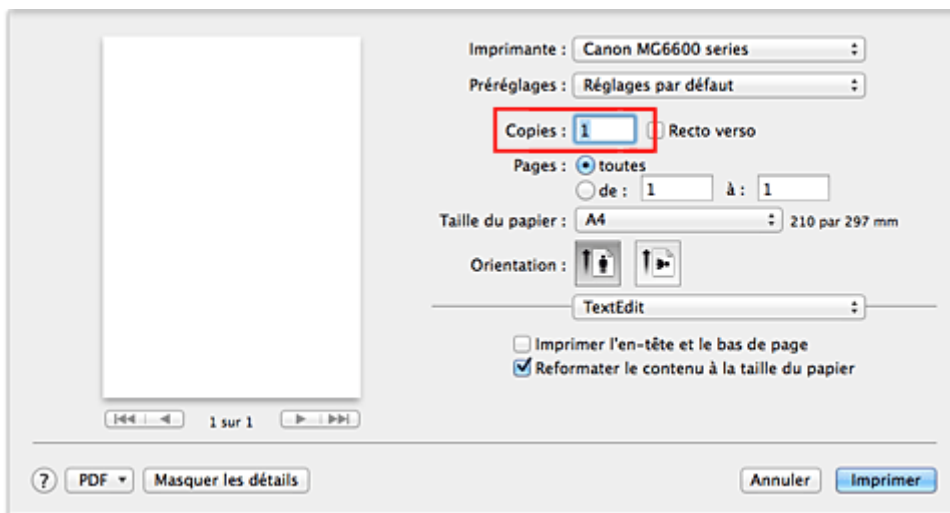 Imprimante : Canon MG6600 series
Préréglages : Réglages par défaut
Copies : 1 Recto verso
Pages : toutes
de : 1 à : 1
Taille du papier : A4 210 par 297 mm
Orientation :
TextEdit
Imprimer l'en-tête et le bas de page
Reformater le contenu à la taille du papier
1 sur 1
? PDF Masquer les détails Annuler Imprimer